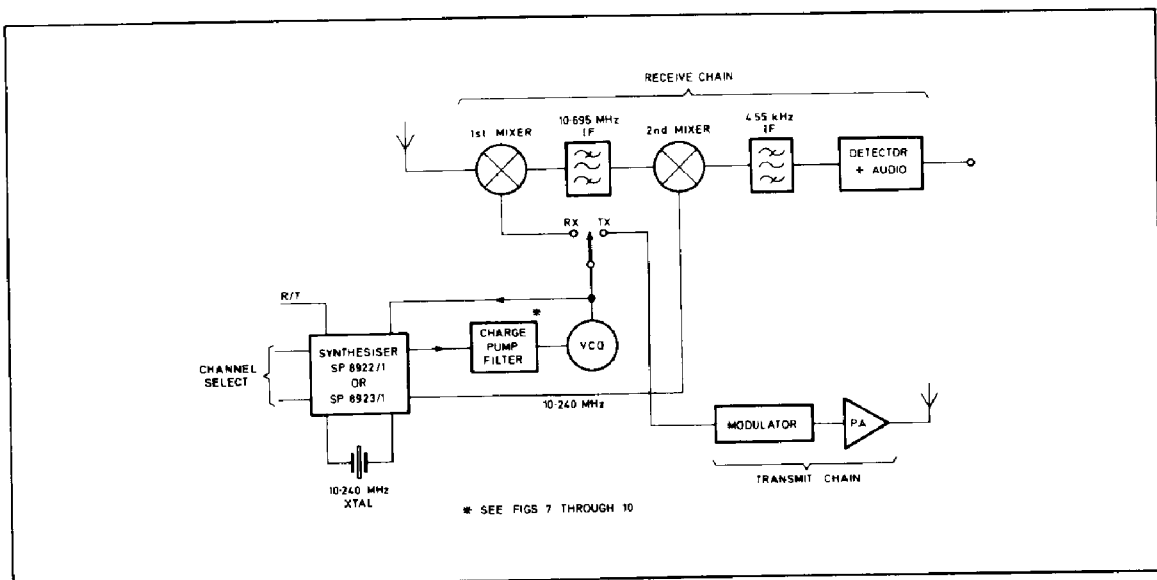 RECEIVE CHAIN
1st MIXER
10·695 MHz
IF
2nd MIXER
455 kHz
IF
DETECTOR
+ AUDIO
RX
TX
R/T
CHANNEL
SELECT
SYNTHESISER
SP 8922/1
OR
SP 8923/1
*
CHARGE
PUMP
FILTER
VCO
10·240 MHz
10·240 MHz
XTAL
MODULATOR
PA
TRANSMIT CHAIN
* SEE FIGS 7 THROUGH 10